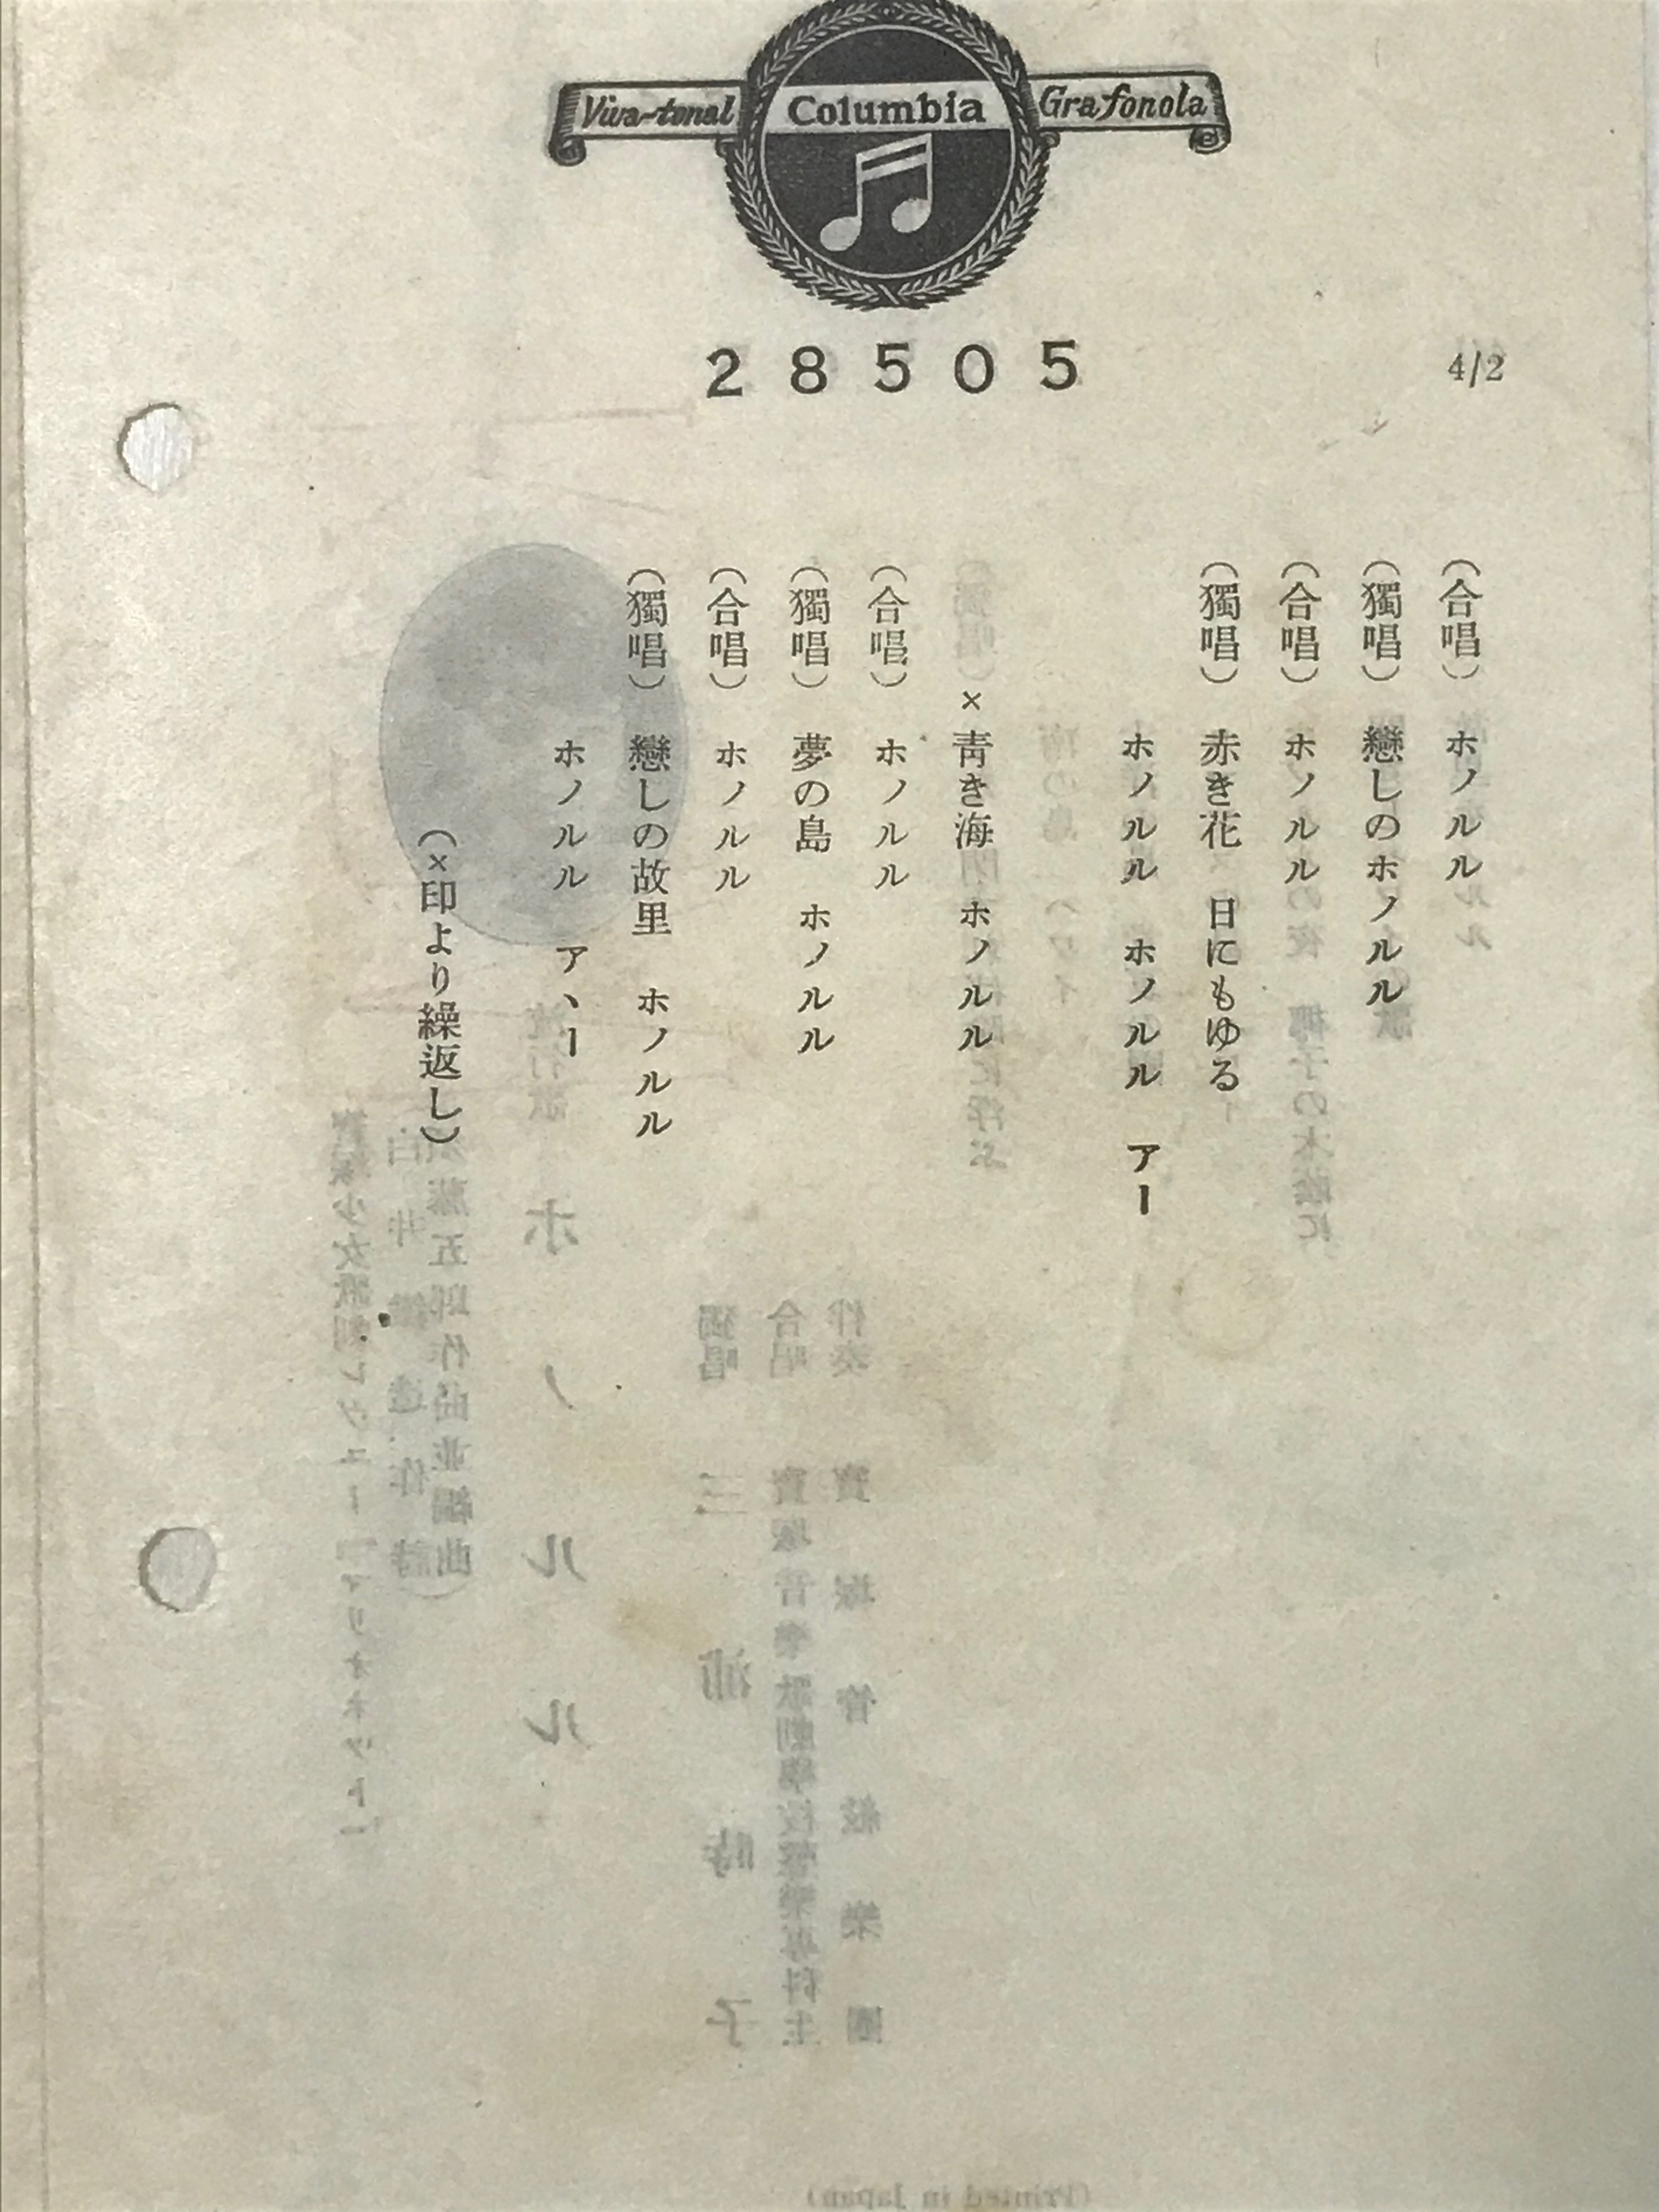 Viva-tonal Columbia Grafonola
28505
4/2
(合唱) ホノルル
(獨唱) 戀しのホノルル
(合唱) ホノルル
(獨唱) 赤き花 日にもゆる
ホノルル ホノルル アー
×靑き海 ホノルル
(合唱) ホノルル
(獨唱) 夢の島 ホノルル
(合唱) ホノルル
(獨唱) 戀しの故里 ホノルル
ホノルル ア、ー
(×印より繰返し)